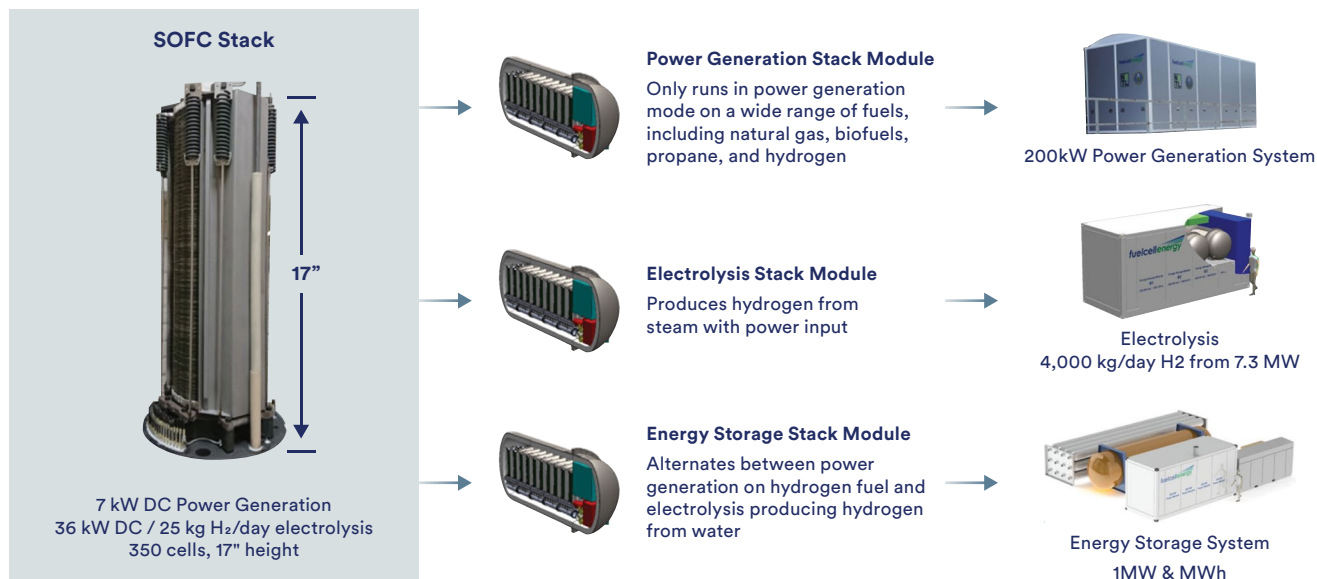 SOFC Stack
17”
7 kW DC Power Generation
36 kW DC / 25 kg H₂/day electrolysis
350 cells, 17" height
Power Generation Stack Module
Only runs in power generation
mode on a wide range of fuels,
including natural gas, biofuels,
propane, and hydrogen
200kW Power Generation System
Electrolysis Stack Module
Produces hydrogen from
steam with power input
fuelcellenergy
Electrolysis
4,000 kg/day H2 from 7.3 MW
Energy Storage Stack Module
Alternates between power
generation on hydrogen fuel and
electrolysis producing hydrogen
from water
fuelcellenergy
Energy Storage System
1MW & MWh